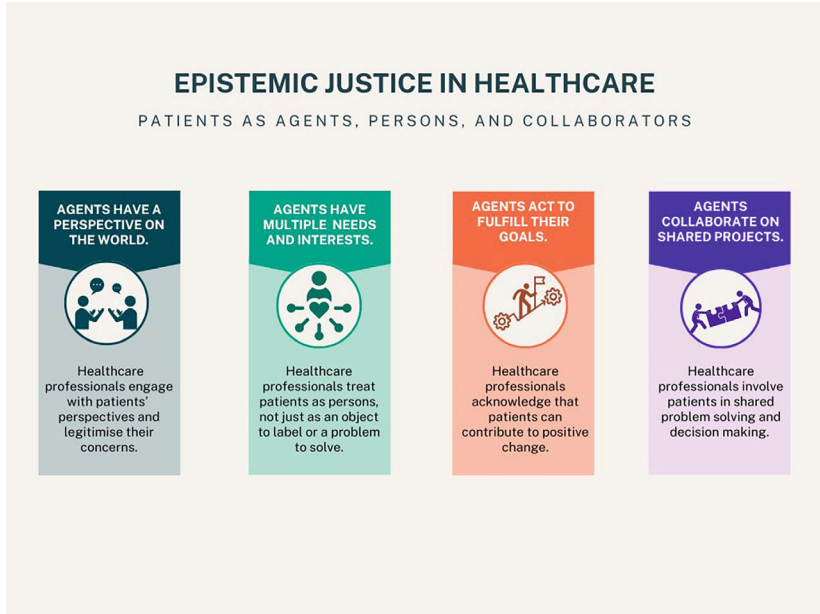 EPISTEMIC JUSTICE IN HEALTHCARE
PATIENTS AS AGENTS, PERSONS, AND COLLABORATORS
AGENTS HAVE A
PERSPECTIVE ON
THE WORLD.
Healthcare
professionals engage
with patients'
perspectives and
legitimise their
concerns.
AGENTS HAVE
MULTIPLE NEEDS
AND INTERESTS.
Healthcare
professionals treat
patients as persons,
not just as an object
to label or a problem
to solve.
AGENTS ACT TO
FULFILL THEIR
GOALS.
Healthcare
professionals
acknowledge that
patients can
contribute to positive
change.
AGENTS
COLLABORATE ON
SHARED PROJECTS.
Healthcare
professionals involve
patients in shared
problem solving and
decision making.